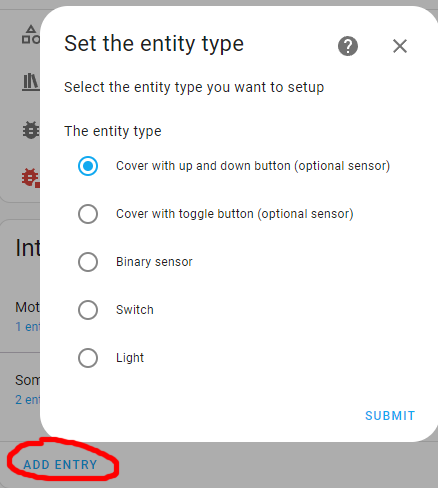 Set the entity type
Select the entity type you want to setup
The entity type
Cover with up and down button (optional sensor)
Cover with toggle button (optional sensor)
Binary sensor
Switch
Light
SUBMIT
Int
Mot
1 ent
Som
2 ent
ADD ENTRY